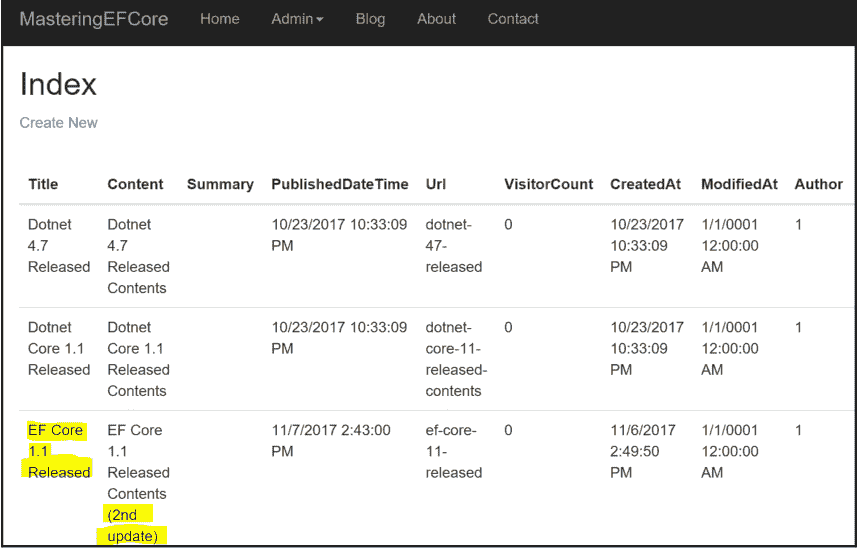 MasteringEFCore Home Admin Blog About Contact
Index
Create New
Title Content Summary PublishedDateTime Url VisitorCount CreatedAt ModifiedAt Author
Dotnet Dotnet 10/23/2017 10:33:09 dotnet- 0 10/23/2017 1/1/0001 1
4.7 4.7 PM 47- 10:33:09 12:00:00
Released Released released PM AM
Contents
Dotnet Dotnet 10/23/2017 10:33:09 dotnet- 0 10/23/2017 1/1/0001 1
Core 1.1 Core 1.1 PM core-11- 10:33:09 12:00:00
Released Released released- PM AM
Contents contents
EF Core EF Core 11/7/2017 2:43:00 ef-core- 0 11/6/2017 1/1/0001 1
1.1 1.1 PM 11- 2:49:50 12:00:00
Released Released released PM AM
Contents
(2nd
update)